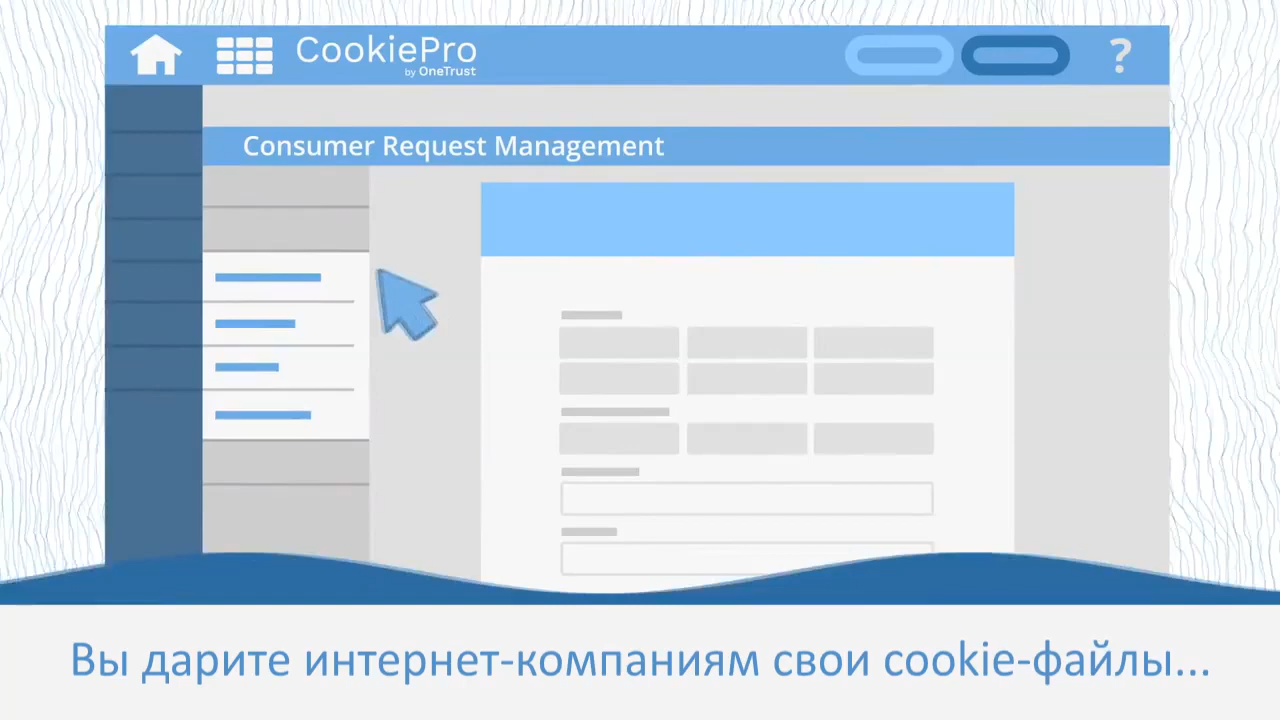 CookiePro
by OneTrust
?
Consumer Request Management
Вы дарите интернет-компаниям свои cookie-файлы...